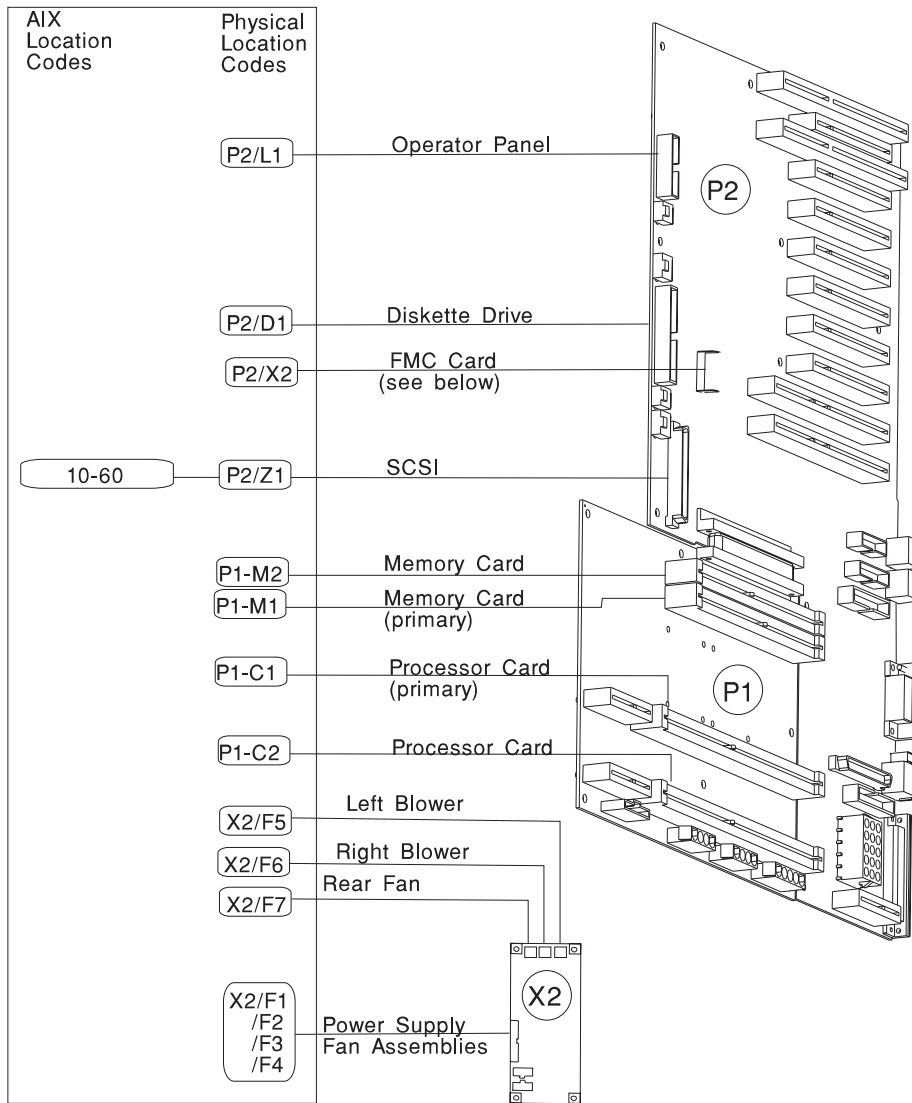 AIX
Location
Codes
Physical
Location
Codes
P2/L1
Operator Panel
P2
P2/D1
Diskette Drive
P2/X2
FMC Card
(see below)
10-60
P2/Z1
SCSI
P1-M2
Memory Card
P1-M1
Memory Card
(primary)
P1-C1
Processor Card
(primary)
P1
P1-C2
Processor Card
X2/F5
Left Blower
X2/F6
Right Blower
X2/F7
Rear Fan
X2
X2/F1
/F2
/F3
/F4
Power Supply
Fan Assemblies